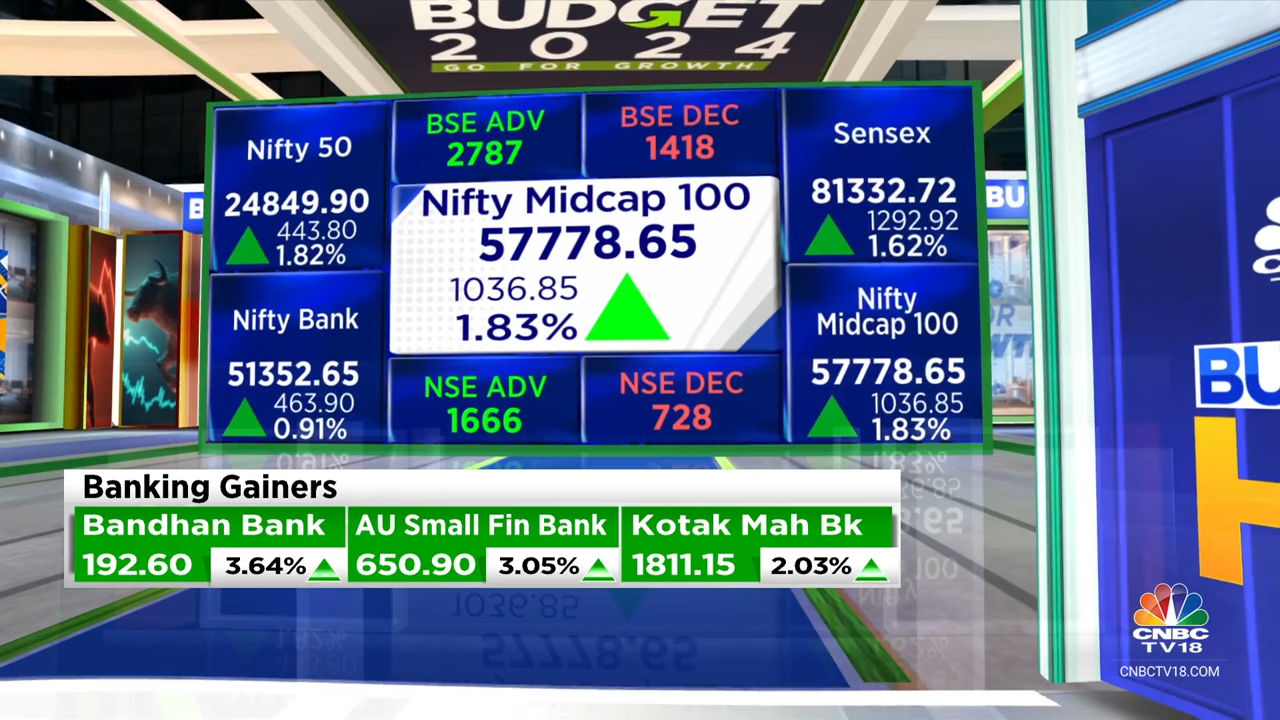 BUDGET
2024
GO FOR GROWTH
Nifty 50
24849.90
443.80
1.82%
BSE ADV
2787
BSE DEC
1418
Sensex
81332.72
1292.92
1.62%
Nifty Midcap 100
57778.65
1036.85
1.83%
Nifty Bank
51352.65
463.90
0.91%
NSE ADV
1666
NSE DEC
728
Nifty
Midcap 100
57778.65
1036.85
1.83%
BU
BU
H
Banking Gainers
Bandhan Bank
192.60 3.64%
AU Small Fin Bank
650.90 3.05%
Kotak Mah Bk
1811.15 2.03%
CNBC
TV18
CNBCTV18.COM